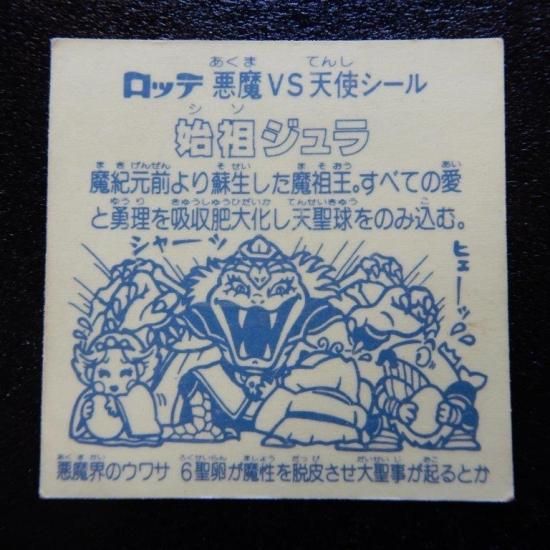 ロッテ 悪魔VS天使シール
始祖ジュラ
魔紀元前より蘇生した魔祖王。すべての愛
と勇理を吸収肥大化し天聖球をのみ込む。
シャーッ
ヒェーッ
悪魔界のウワサ 6聖卵が魔性を脱皮させ大聖事が起るとか